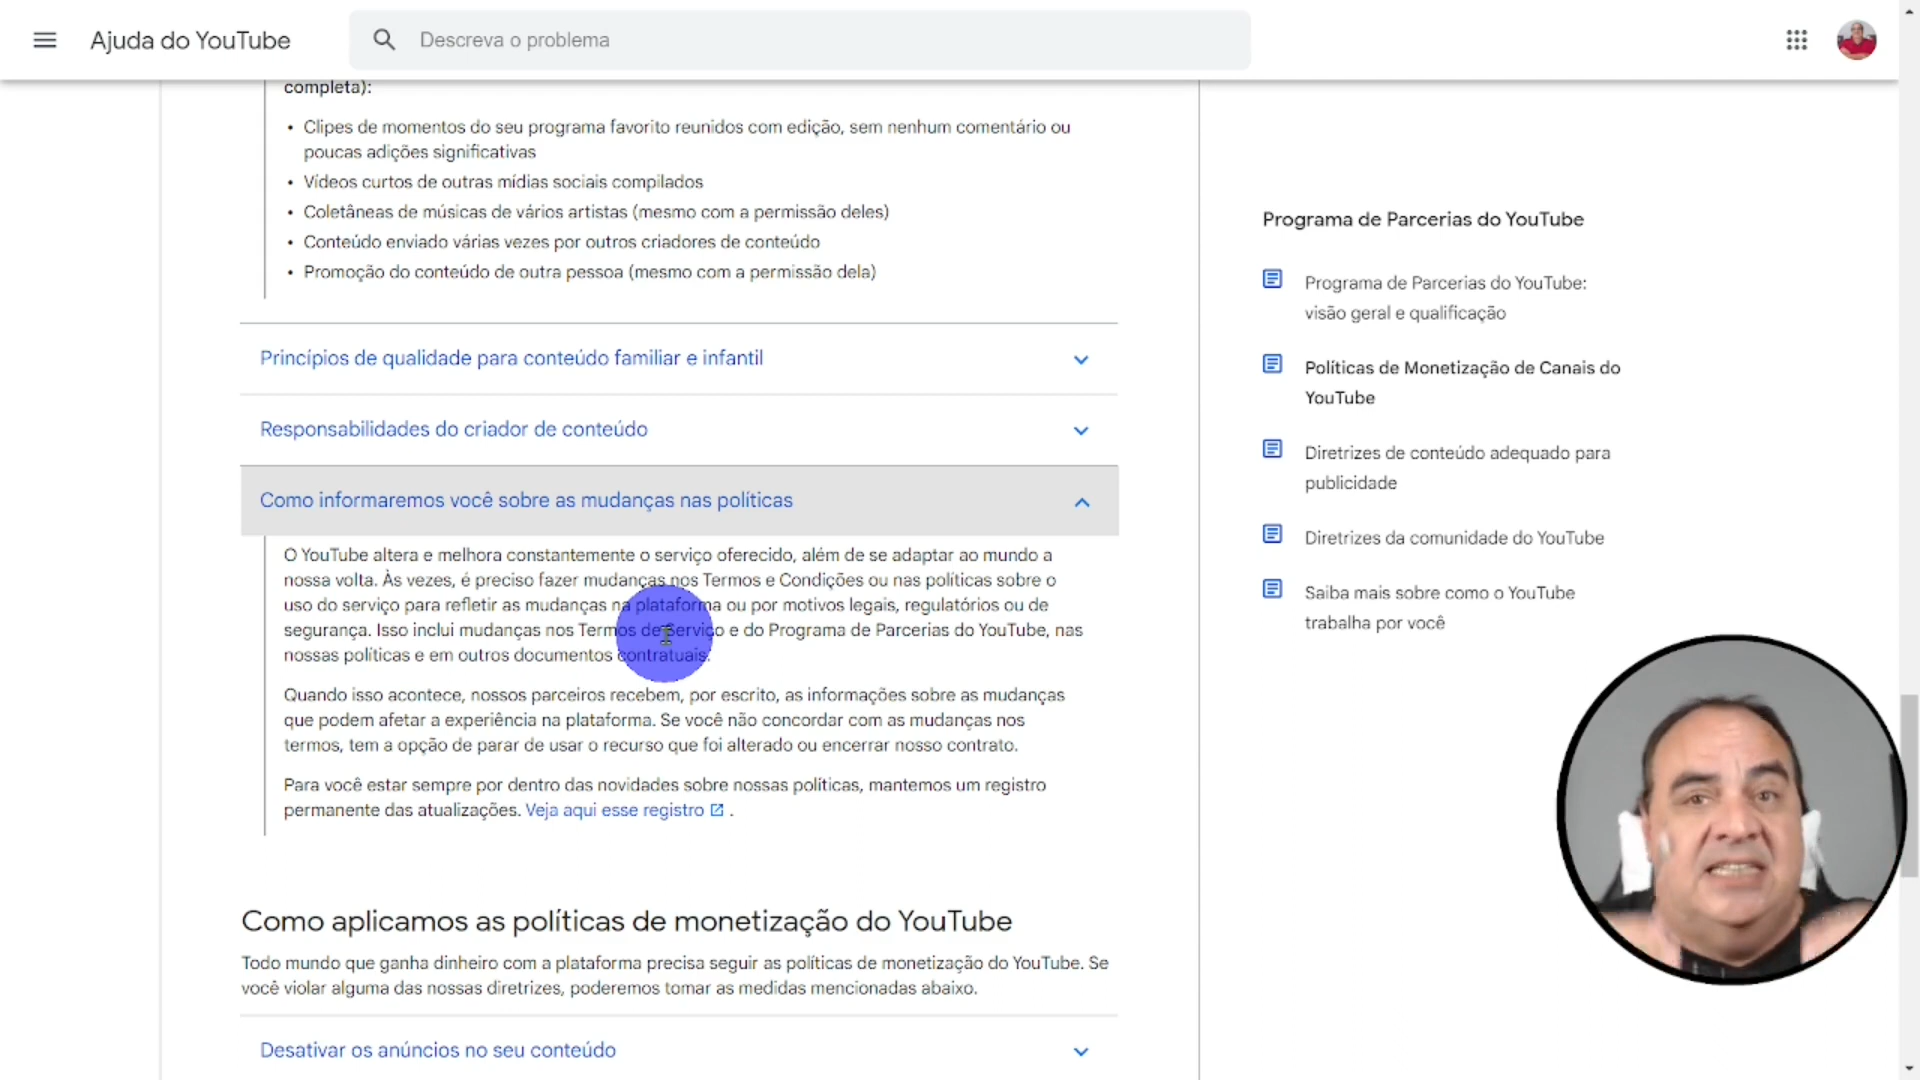 Ajuda do YouTube
Descreva o problema
completa):
• Clipes de momentos do seu programa favorito reunidos com edição, sem nenhum comentário ou
poucas adições significativas
• Vídeos curtos de outras mídias sociais compilados
• Coletâneas de músicas de vários artistas (mesmo com a permissão deles)
• Conteúdo enviado várias vezes por outros criadores de conteúdo
• Promoção do conteúdo de outra pessoa (mesmo com a permissão dela)
Princípios de qualidade para conteúdo familiar e infantil
Responsabilidades do criador de conteúdo
Como informaremos você sobre as mudanças nas políticas
O YouTube altera e melhora constantemente o serviço oferecido, além de se adaptar ao mundo a
nossa volta. Às vezes, é preciso fazer mudanças nos Termos e Condições ou nas políticas sobre o
uso do serviço para refletir as mudanças na plataforma ou por motivos legais, regulatórios ou de
segurança. Isso inclui mudanças nos Termos de Serviço e do Programa de Parcerias do YouTube, nas
nossas políticas e em outros documentos contratuais.
Quando isso acontece, nossos parceiros recebem, por escrito, as informações sobre as mudanças
que podem afetar a experiência na plataforma. Se você não concordar com as mudanças nos
termos, tem a opção de parar de usar o recurso que foi alterado ou encerrar nosso contrato.
Para você estar sempre por dentro das novidades sobre nossas políticas, mantemos um registro
permanente das atualizações. Veja aqui esse registro .
Como aplicamos as políticas de monetização do YouTube
Todo mundo que ganha dinheiro com a plataforma precisa seguir as políticas de monetização do YouTube. Se
você violar alguma das nossas diretrizes, poderemos tomar as medidas mencionadas abaixo.
Desativar os anúncios no seu conteúdo
Programa de Parcerias do YouTube
Programa de Parcerias do YouTube:
visão geral e qualificação
Políticas de Monetização de Canais do
YouTube
Diretrizes de conteúdo adequado para
publicidade
Diretrizes da comunidade do YouTube
Saiba mais sobre como o YouTube
trabalha por você